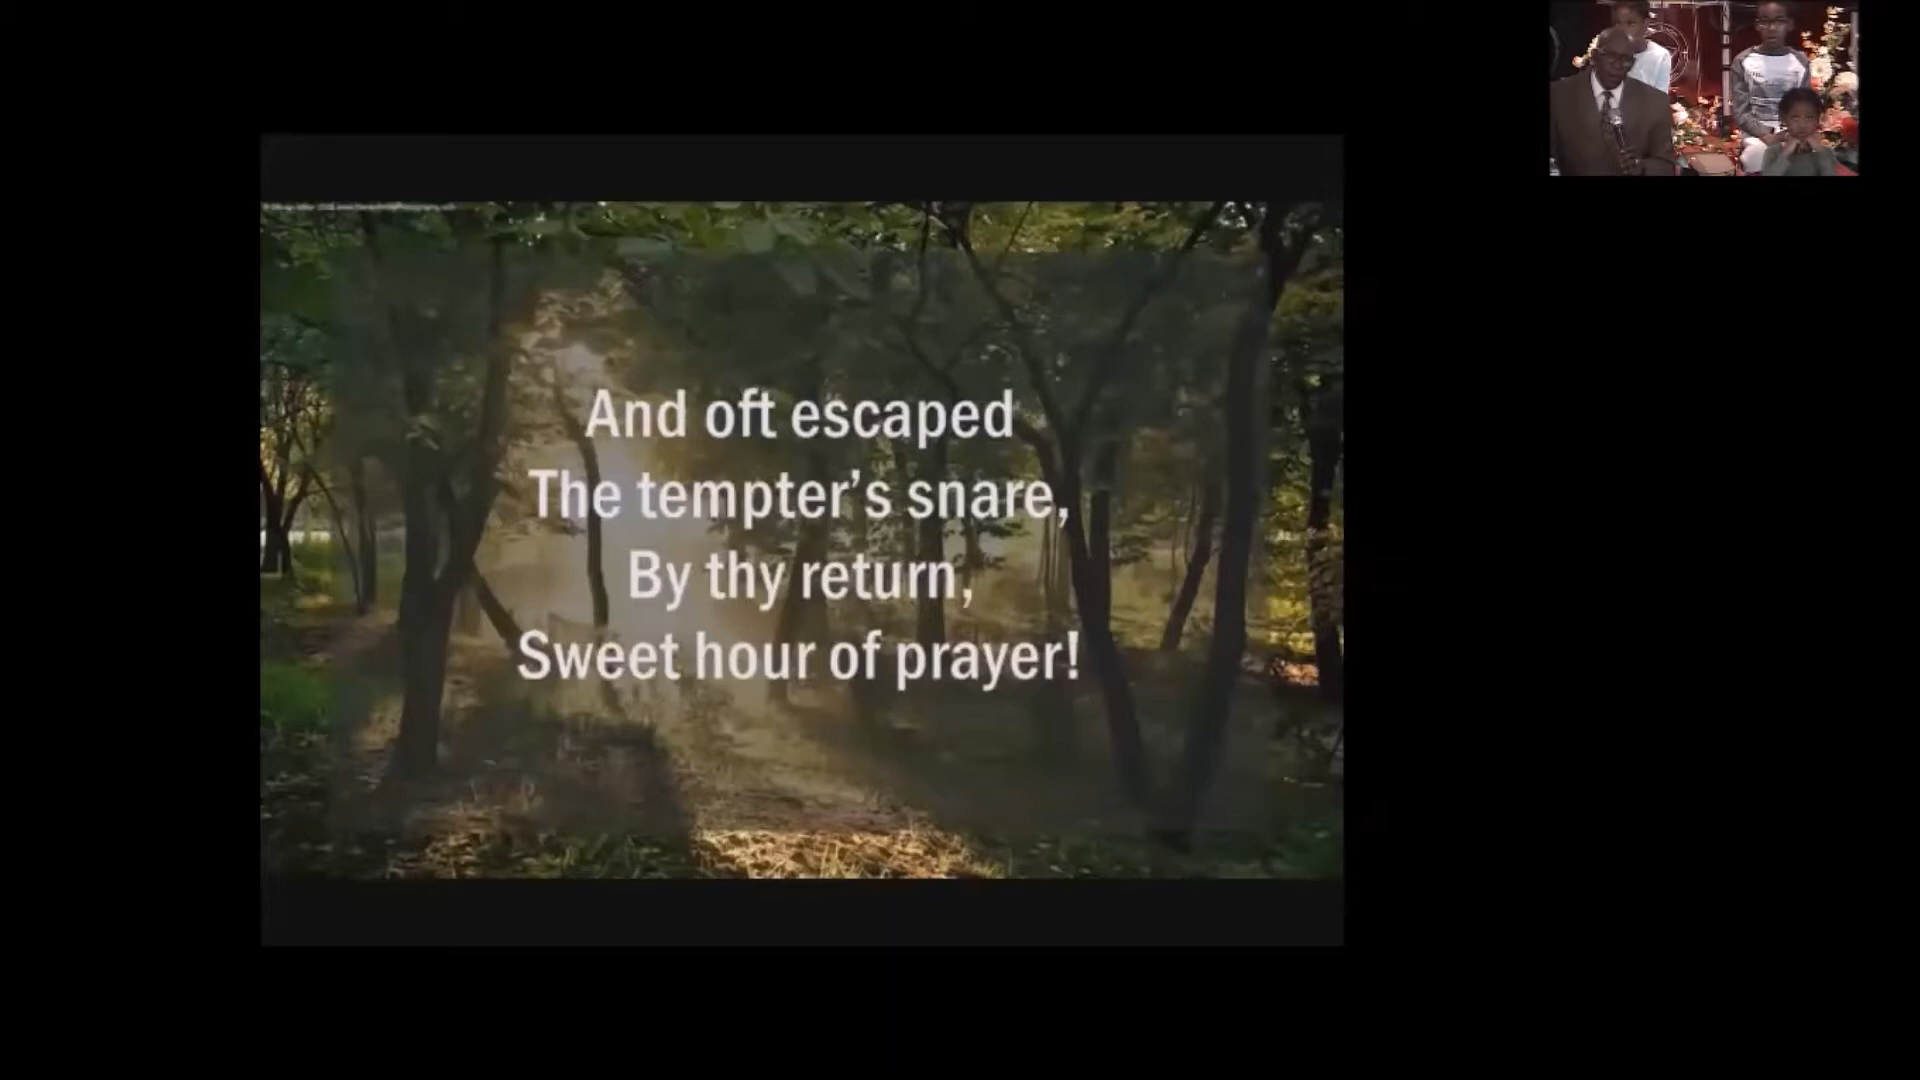 And oft escaped
The tempter’s snare,
By thy return,
Sweet hour of prayer!